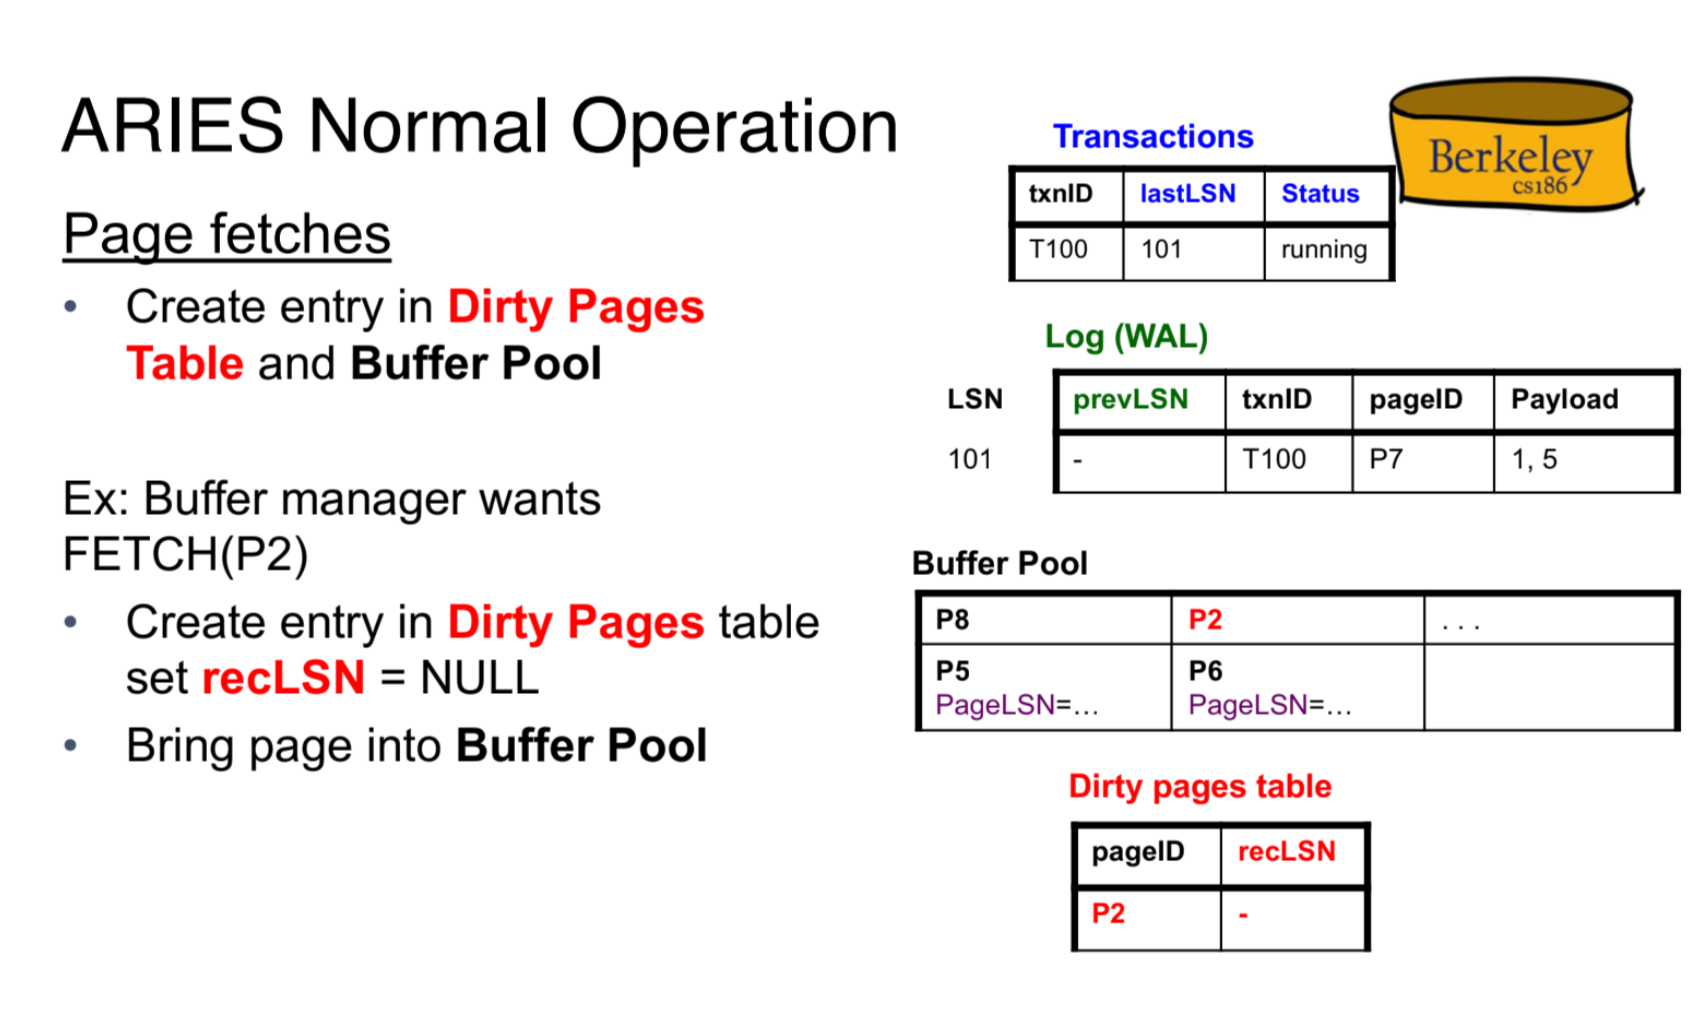 ARIES Normal Operation
Page fetches
• Create entry in Dirty Pages
Table and Buffer Pool
Ex: Buffer manager wants
FETCH(P2)
• Create entry in Dirty Pages table
set recLSN = NULL
• Bring page into Buffer Pool
Transactions
txnID lastLSN Status
T100 101 running
Berkeley
cs186
Log (WAL)
LSN prevLSN txnID pageID Payload
101 - T100 P7 1, 5
Buffer Pool
P8 P2 . . .
P5 P6
PageLSN=... PageLSN=...
Dirty pages table
pageID recLSN
P2 -